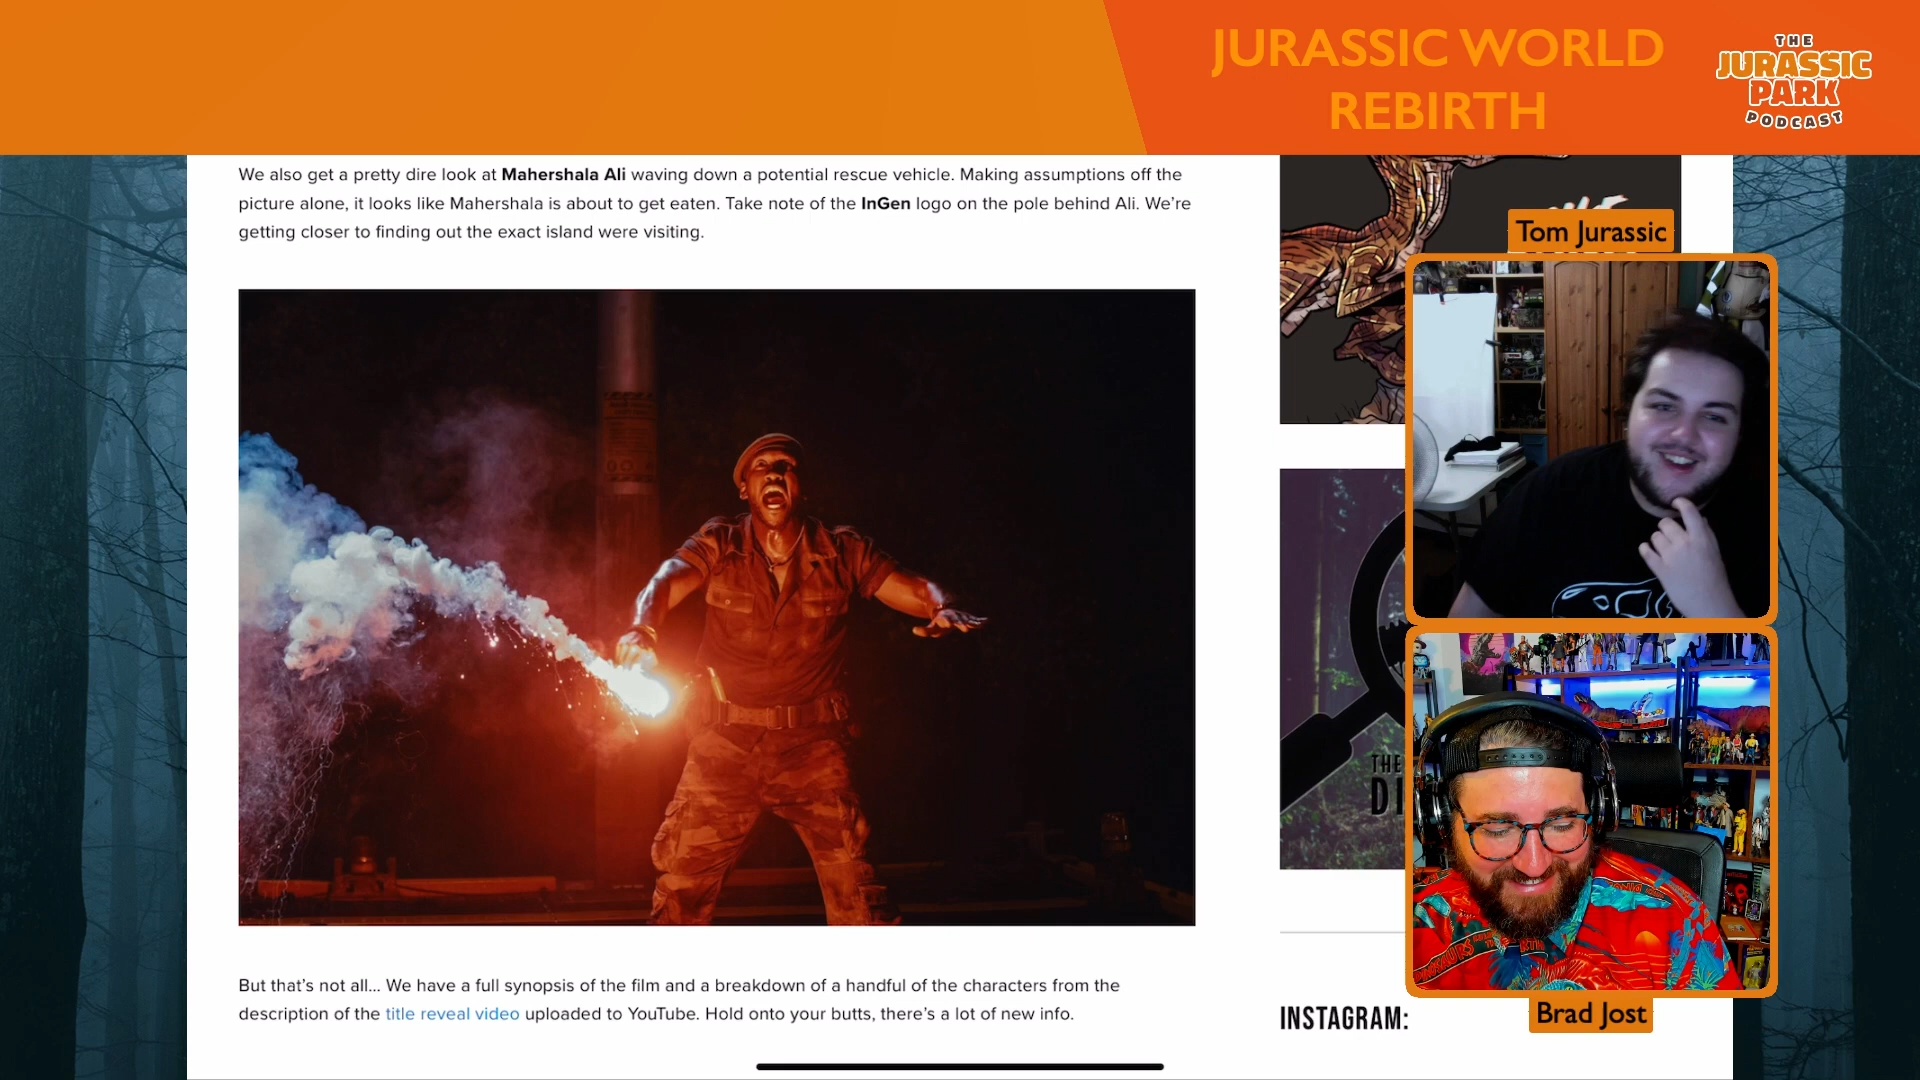 JURASSIC WORLD
REBIRTH
THE
JURASSIC
PARK
PODCAST
We also get a pretty dire look at Mahershala Ali waving down a potential rescue vehicle. Making assumptions off the
picture alone, it looks like Mahershala is about to get eaten. Take note of the InGen logo on the pole behind Ali. We’re
getting closer to finding out the exact island were visiting.
Tom Jurassic
THE
DI
But that’s not all... We have a full synopsis of the film and a breakdown of a handful of the characters from the
description of the title reveal video uploaded to YouTube. Hold onto your butts, there’s a lot of new info.
INSTAGRAM:
Brad Jost